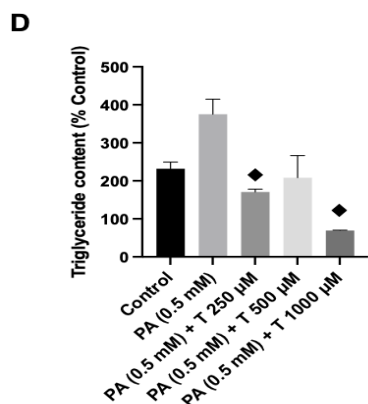 D
Triglyceride content (% Control)
500
400
300
200
100
0
Control
PA (0.5 mM)
PA (0.5 mM) + T 250 µM
PA (0.5 mM) + T 500 µM
PA (0.5 mM) + T 1000 µM